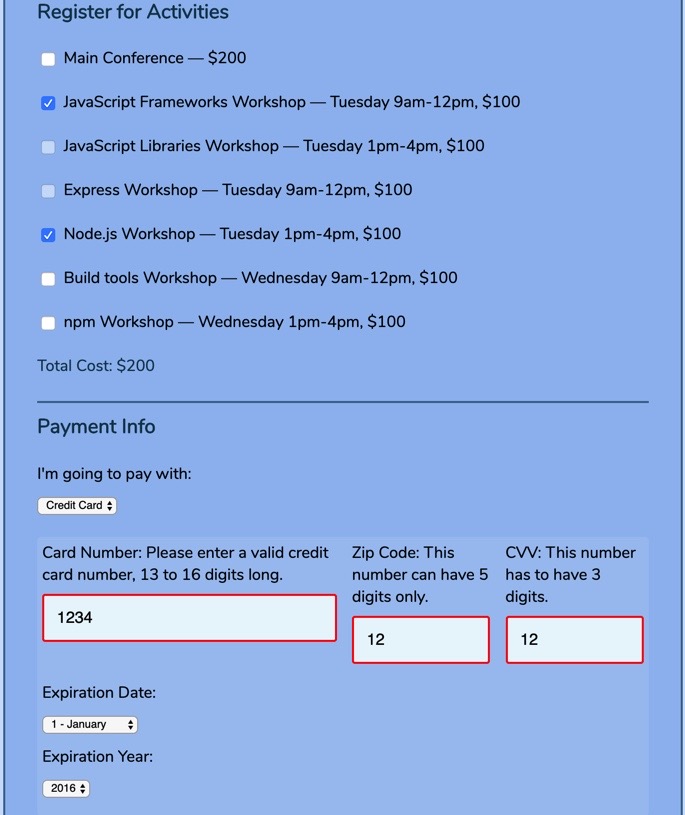 Register for Activities
Main Conference — $200
JavaScript Frameworks Workshop — Tuesday 9am-12pm, $100
JavaScript Libraries Workshop — Tuesday 1pm-4pm, $100
Express Workshop — Tuesday 9am-12pm, $100
Node.js Workshop — Tuesday 1pm-4pm, $100
Build tools Workshop — Wednesday 9am-12pm, $100
npm Workshop — Wednesday 1pm-4pm, $100
Total Cost: $200
Payment Info
I'm going to pay with:
Credit Card
Card Number: Please enter a valid credit
card number, 13 to 16 digits long.
1234
Zip Code: This
number can have 5
digits only.
12
CVV: This number
has to have 3
digits.
12
Expiration Date:
1 - January
Expiration Year:
2016